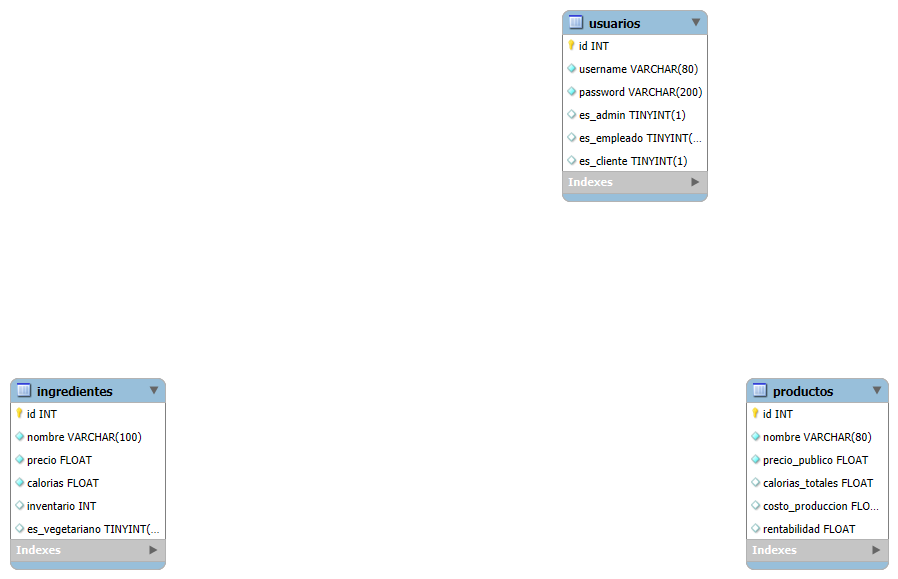 usuarios
id INT
username VARCHAR(80)
password VARCHAR(200)
es_admin TINYINT(1)
es_empleado TINYINT(...
es_cliente TINYINT(1)
Indexes
ingredientes
id INT
nombre VARCHAR(100)
precio FLOAT
calorias FLOAT
inventario INT
es_vegetariano TINYINT(...
Indexes
productos
id INT
nombre VARCHAR(80)
precio_publico FLOAT
calorias_totales FLOAT
costo_produccion FLO...
rentabilidad FLOAT
Indexes